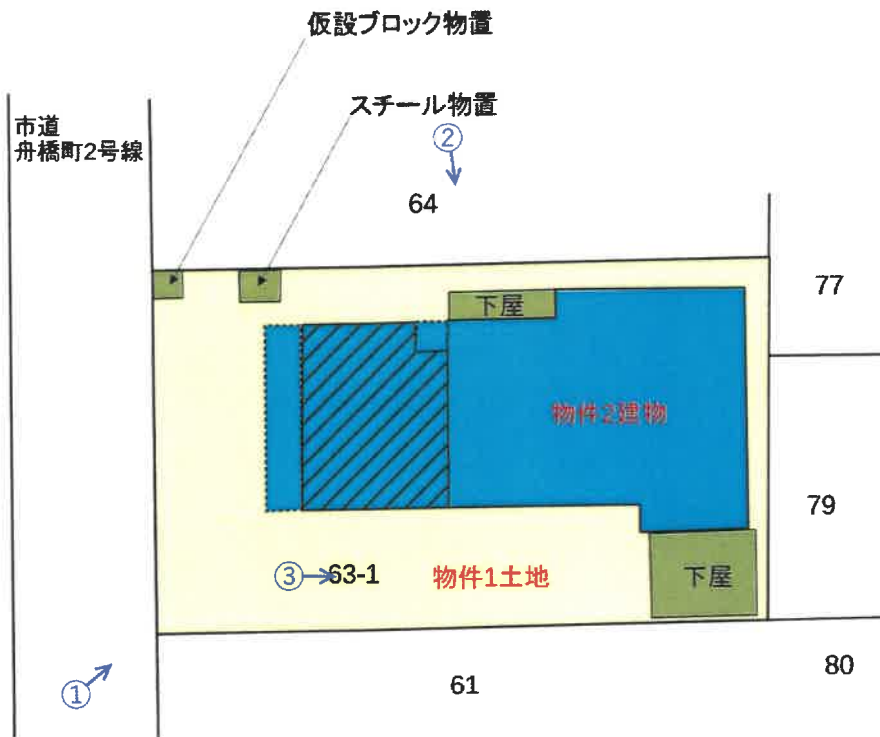 仮設ブロック物置
スチール物置
市道
舟橋町2号線
②
64
77
下屋
物件2建物
79
③
63-1
物件1土地
下屋
①
61
80